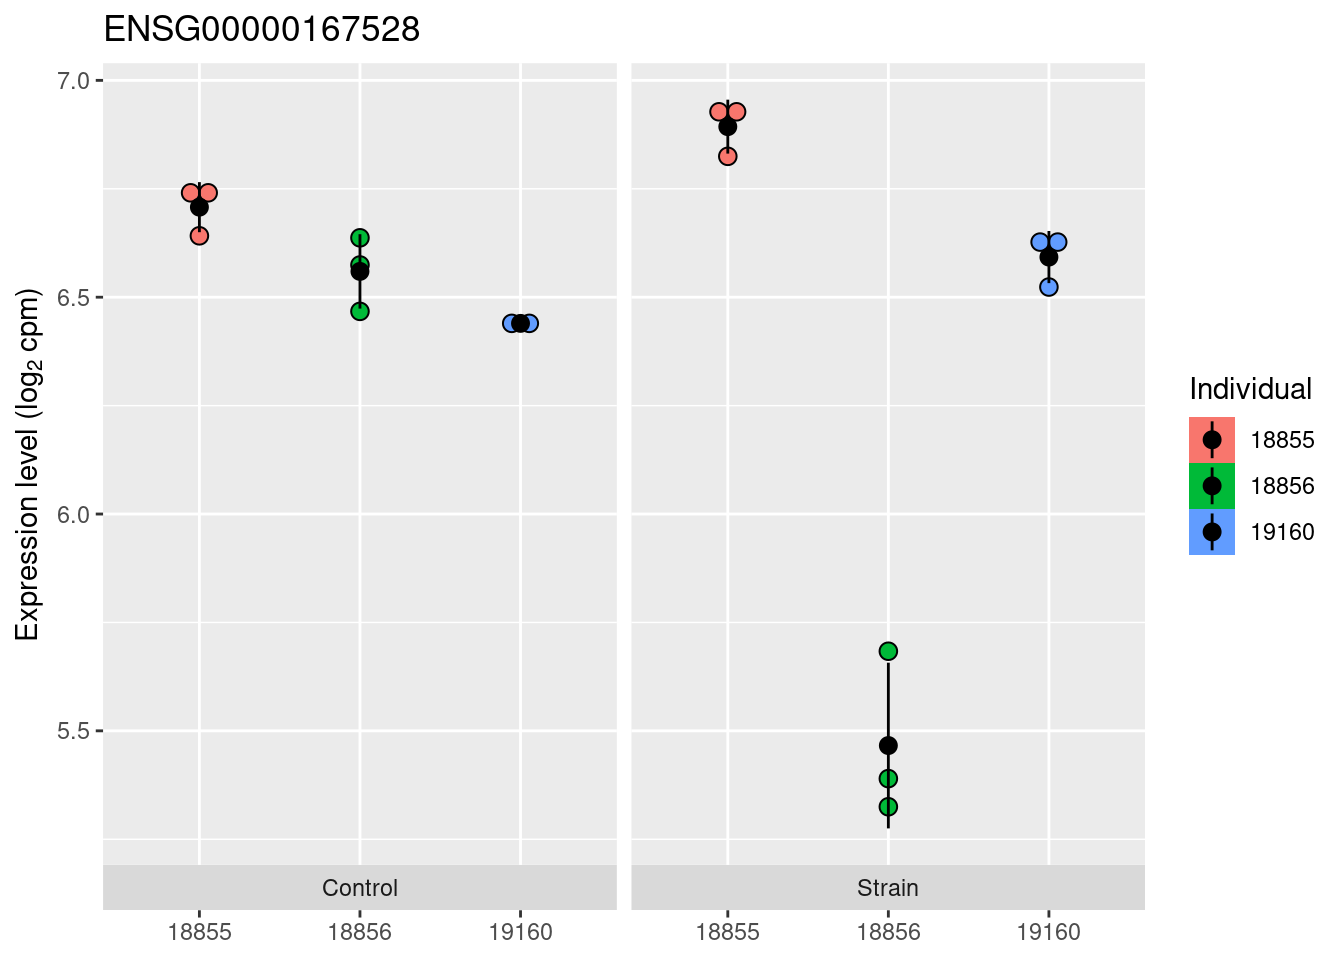 ENSG00000167528
Expression level (log₂ cpm)
7.0
6.5
6.0
5.5
Control
Strain
18855 18856 19160
18855 18856 19160
Individual
18855
18856
19160